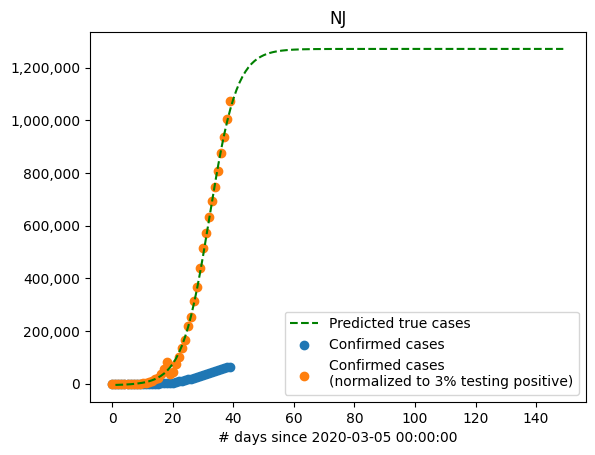 NJ
1,200,000
1,000,000
800,000
600,000
400,000
200,000
0
Predicted true cases
Confirmed cases
Confirmed cases
(normalized to 3% testing positive)
0 20 40 60 80 100 120 140
# days since 2020-03-05 00:00:00